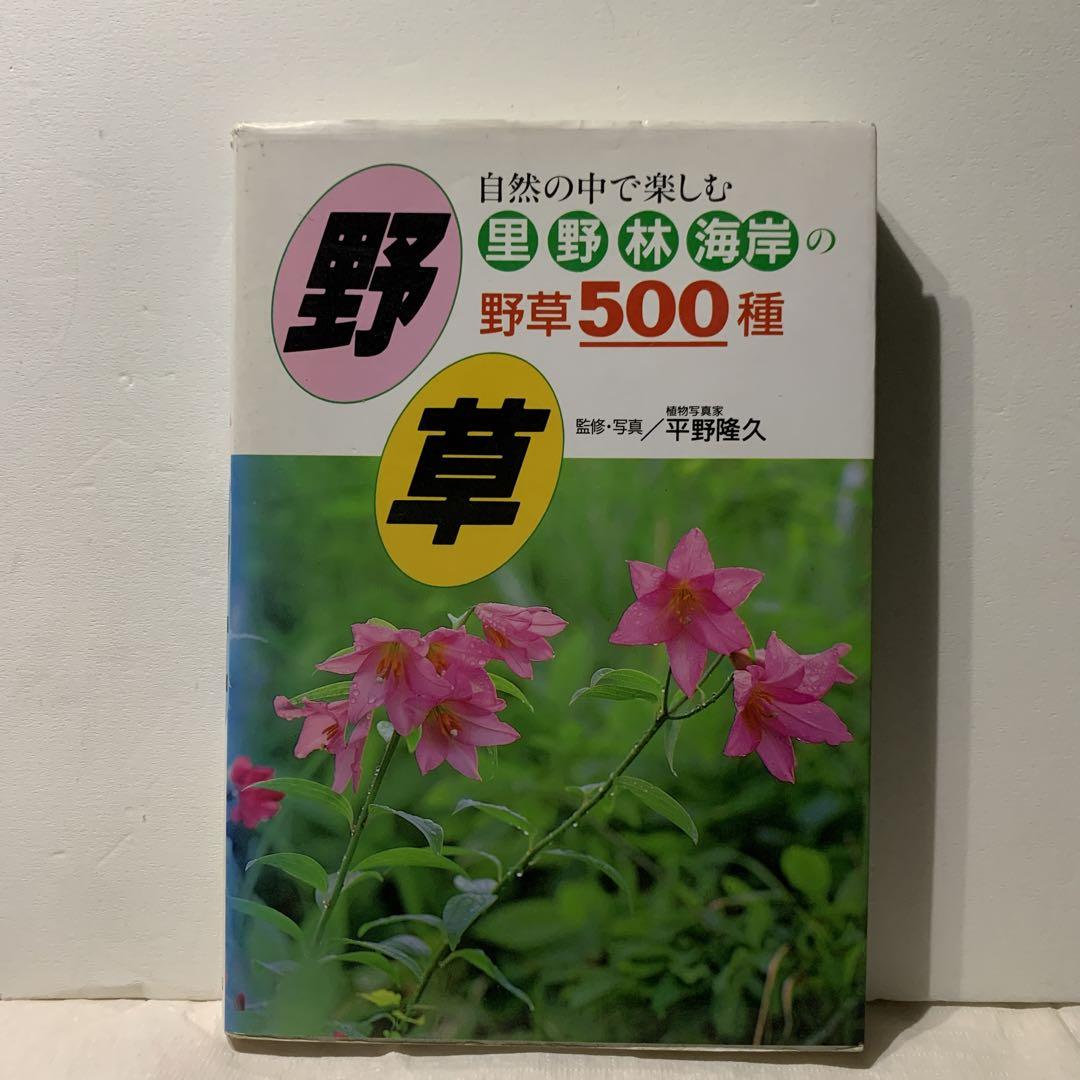 野草
自然の中で楽しむ
里野林海岸の
野草500種
植物写真家
監修・写真／平野隆久